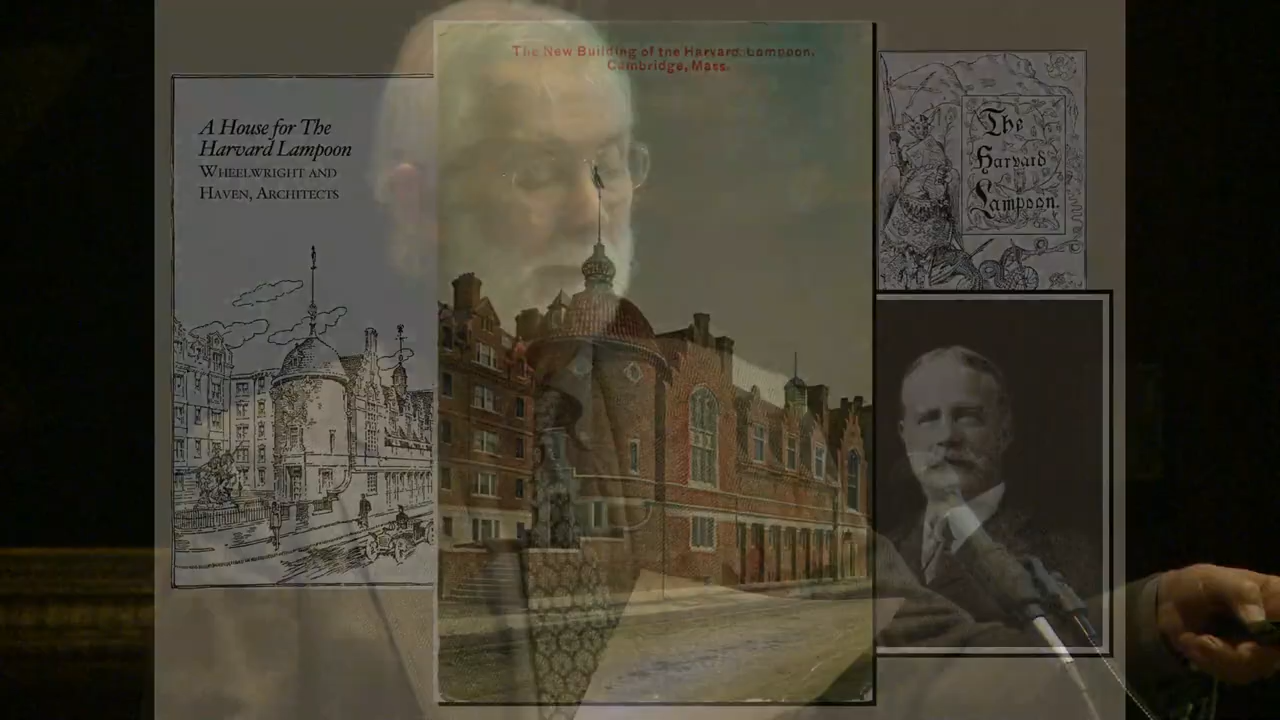 A House for The
Harvard Lampoon
WHEELWRIGHT AND
HAVEN, ARCHITECTS
The New Building of the Harvard Lampoon.
Cambridge, Mass.
The
Harvard
Lampoon.